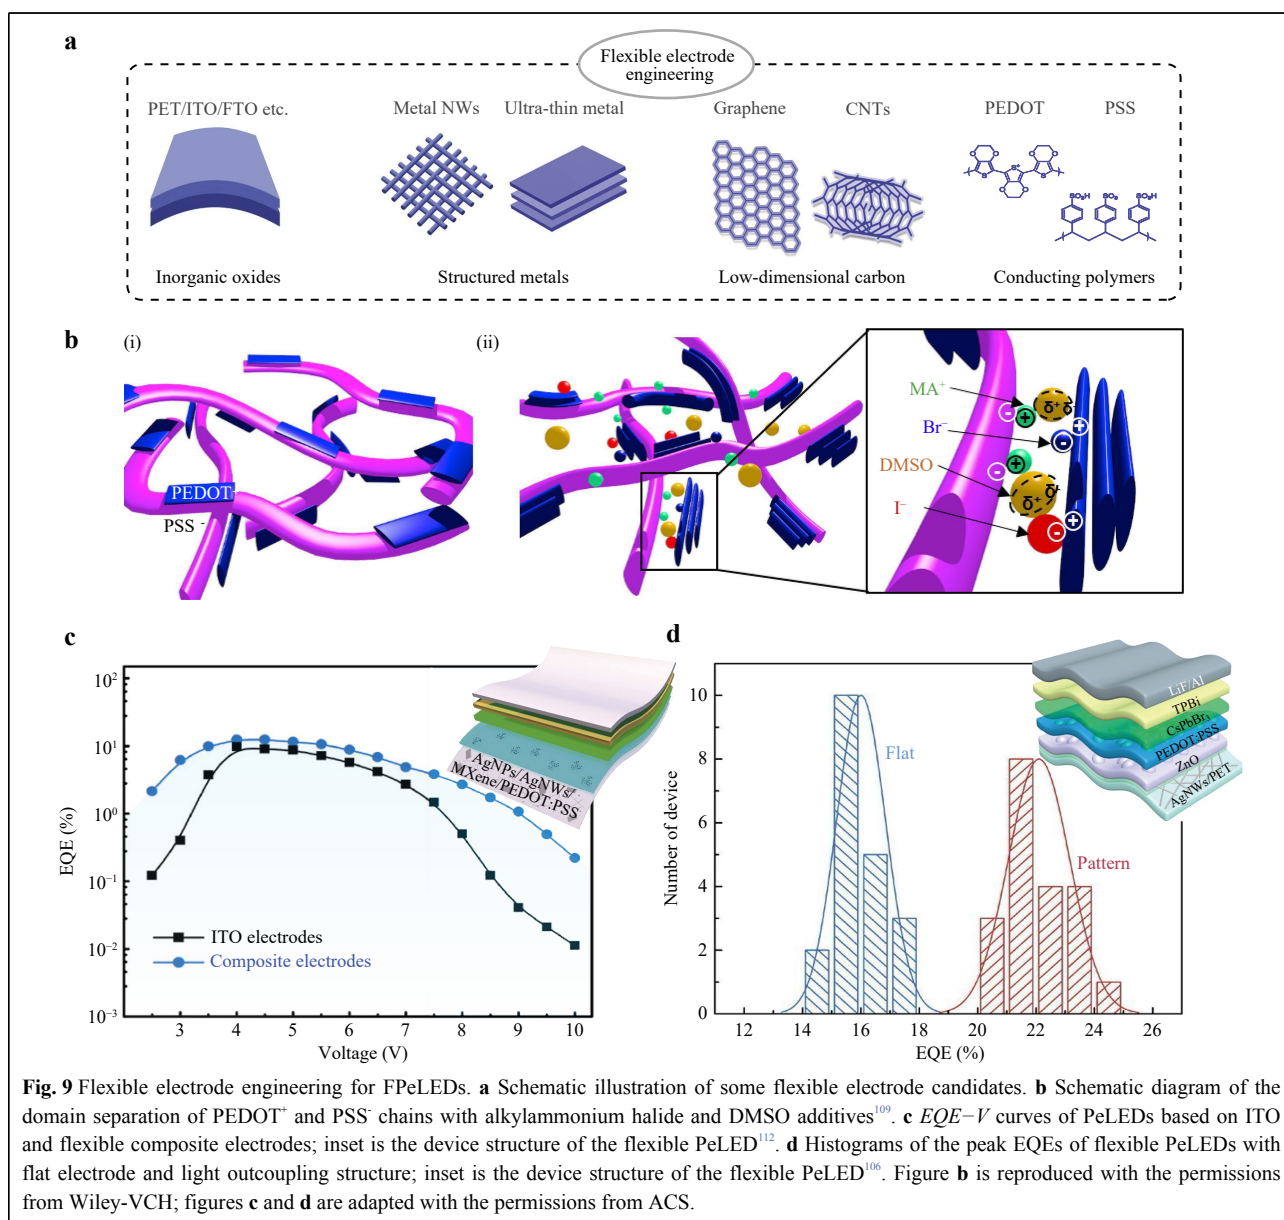 a
Flexible electrode
engineering
PET/ITO/FTO etc.
Metal NWs
Ultra-thin metal
Graphene
CNTs
PEDOT
PSS
S⁺
SO₃H
SO₃
SO₃H
Inorganic oxides
Structured metals
Low-dimensional carbon
Conducting polymers
b
(i)
PEDOT
PSS -
(ii)
MA⁺
Br⁻
DMSO
I⁻
δ⁺ δ
δ⁺ δ⁺
c
EQE (%)
10²
10¹
10⁰
10⁻¹
10⁻²
10⁻³
3 4 5 6 7 8 9 10
Voltage (V)
ITO electrodes
Composite electrodes
AgNPs/AgNWs/
MXene/PEDOT:PSS
d
Number of device
10
8
6
4
2
0
12 14 16 18 20 22 24 26
EQE (%)
Flat
Pattern
LiF/Al
TPBi
CsPbBr₃
PEDOT:PSS
ZnO
AgNWs/PET
Fig. 9 Flexible electrode engineering for FPeLEDs. a Schematic illustration of some flexible electrode candidates. b Schematic diagram of the
domain separation of PEDOT⁺ and PSS⁻ chains with alkylammonium halide and DMSO additives¹⁰⁹. c EQE−V curves of PeLEDs based on ITO
and flexible composite electrodes; inset is the device structure of the flexible PeLED¹¹². d Histograms of the peak EQEs of flexible PeLEDs with
flat electrode and light outcoupling structure; inset is the device structure of the flexible PeLED¹⁰⁶. Figure b is reproduced with the permissions
from Wiley-VCH; figures c and d are adapted with the permissions from ACS.